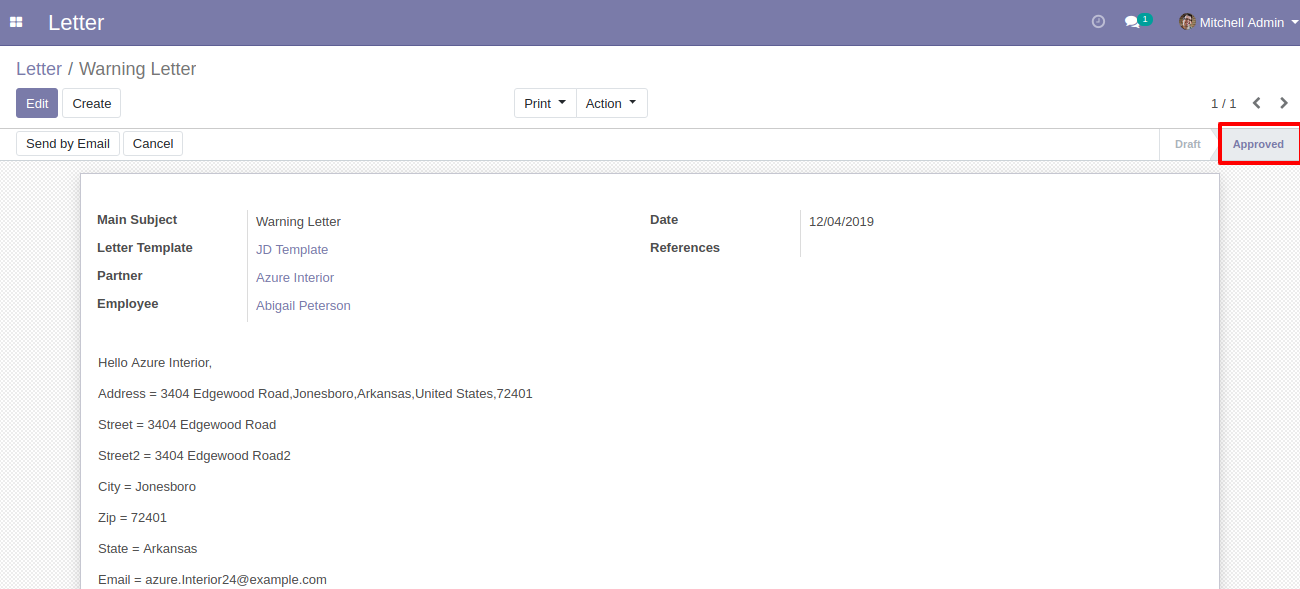 Letter
1
Mitchell Admin
Letter / Warning Letter
Edit
Create
Print
Action
1 / 1
Send by Email
Cancel
Draft
Approved
Main Subject
Warning Letter
Date
12/04/2019
Letter Template
JD Template
References
Partner
Azure Interior
Employee
Abigail Peterson
Hello Azure Interior,
Address = 3404 Edgewood Road,Jonesboro,Arkansas,United States,72401
Street = 3404 Edgewood Road
Street2 = 3404 Edgewood Road2
City = Jonesboro
Zip = 72401
State = Arkansas
Email = azure.Interior24@example.com